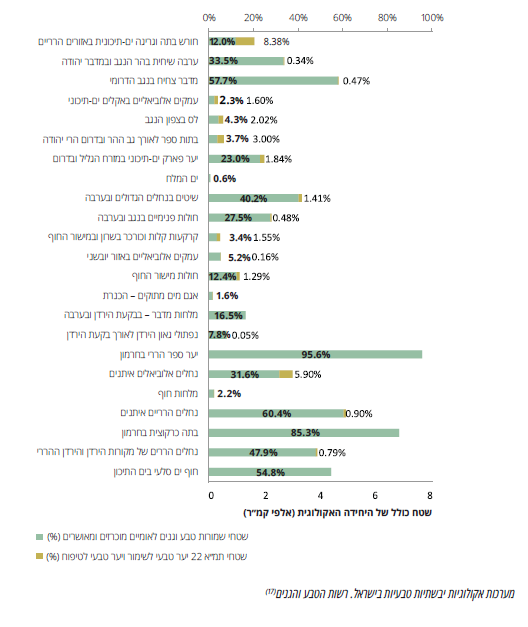 0% 20% 40% 60% 80% 100%
חורש בתה וגריגה ים-תיכונית באזורים הרריים 12.0% 8.38%
ערבה שיחית בהר הנגב ובמדבר יהודה 33.5% 0.34%
מדבר צחיח בנגב הדרומי 57.7% 0.47%
עמקים אלוביאליים באקלים ים-תיכוני 2.3% 1.60%
לס בצפון הנגב 4.3% 2.02%
בתות ספר לאורך גב ההר ובדרום הרי יהודה 3.7% 3.00%
יער פארק ים-תיכוני במזרח הגליל ובדרום 23.0% 1.84%
ים המלח 0.6%
שיטים בנחלים הגדולים ובערבה 40.2% 1.41%
חולות פנימיים בנגב ובערבה 27.5% 0.48%
קרקעות קלות וכורכר בשרון ובמישור החוף 3.4% 1.55%
עמקים אלוביאליים באזור יובשני 5.2% 0.16%
חולות מישור החוף 12.4% 1.29%
אגם מים מתוקים – הכנרת 1.6%
מלחות מדבר – בבקעת הירדן ובערבה 16.5%
נפתולי גאון הירדן לאורך בקעת הירדן 7.8% 0.05%
יער ספר הררי בחרמון 95.6%
נחלים אלוביאלים איתנים 31.6% 5.90%
מלחות חוף 2.2%
נחלים הרריים איתנים 60.4% 0.90%
בתה כרקוצית בחרמון 85.3%
נחלים הררים של מקורות הירדן והירדן ההררי 47.9% 0.79%
חוף ים סלעי בים התיכון 54.8%
0 2 4 6 8
שטח כולל של היחידה האקולוגית (אלפי קמ״ר)
שטחי שמורות טבע וגנים לאומיים מוכרזים ומאושרים (%)
שטחי תמ״א 22 יער טבעי לשימור ויער טבעי לטיפוח (%)
מערכות אקולוגיות יבשתיות טבעיות בישראל. רשות הטבע והגנים(17)